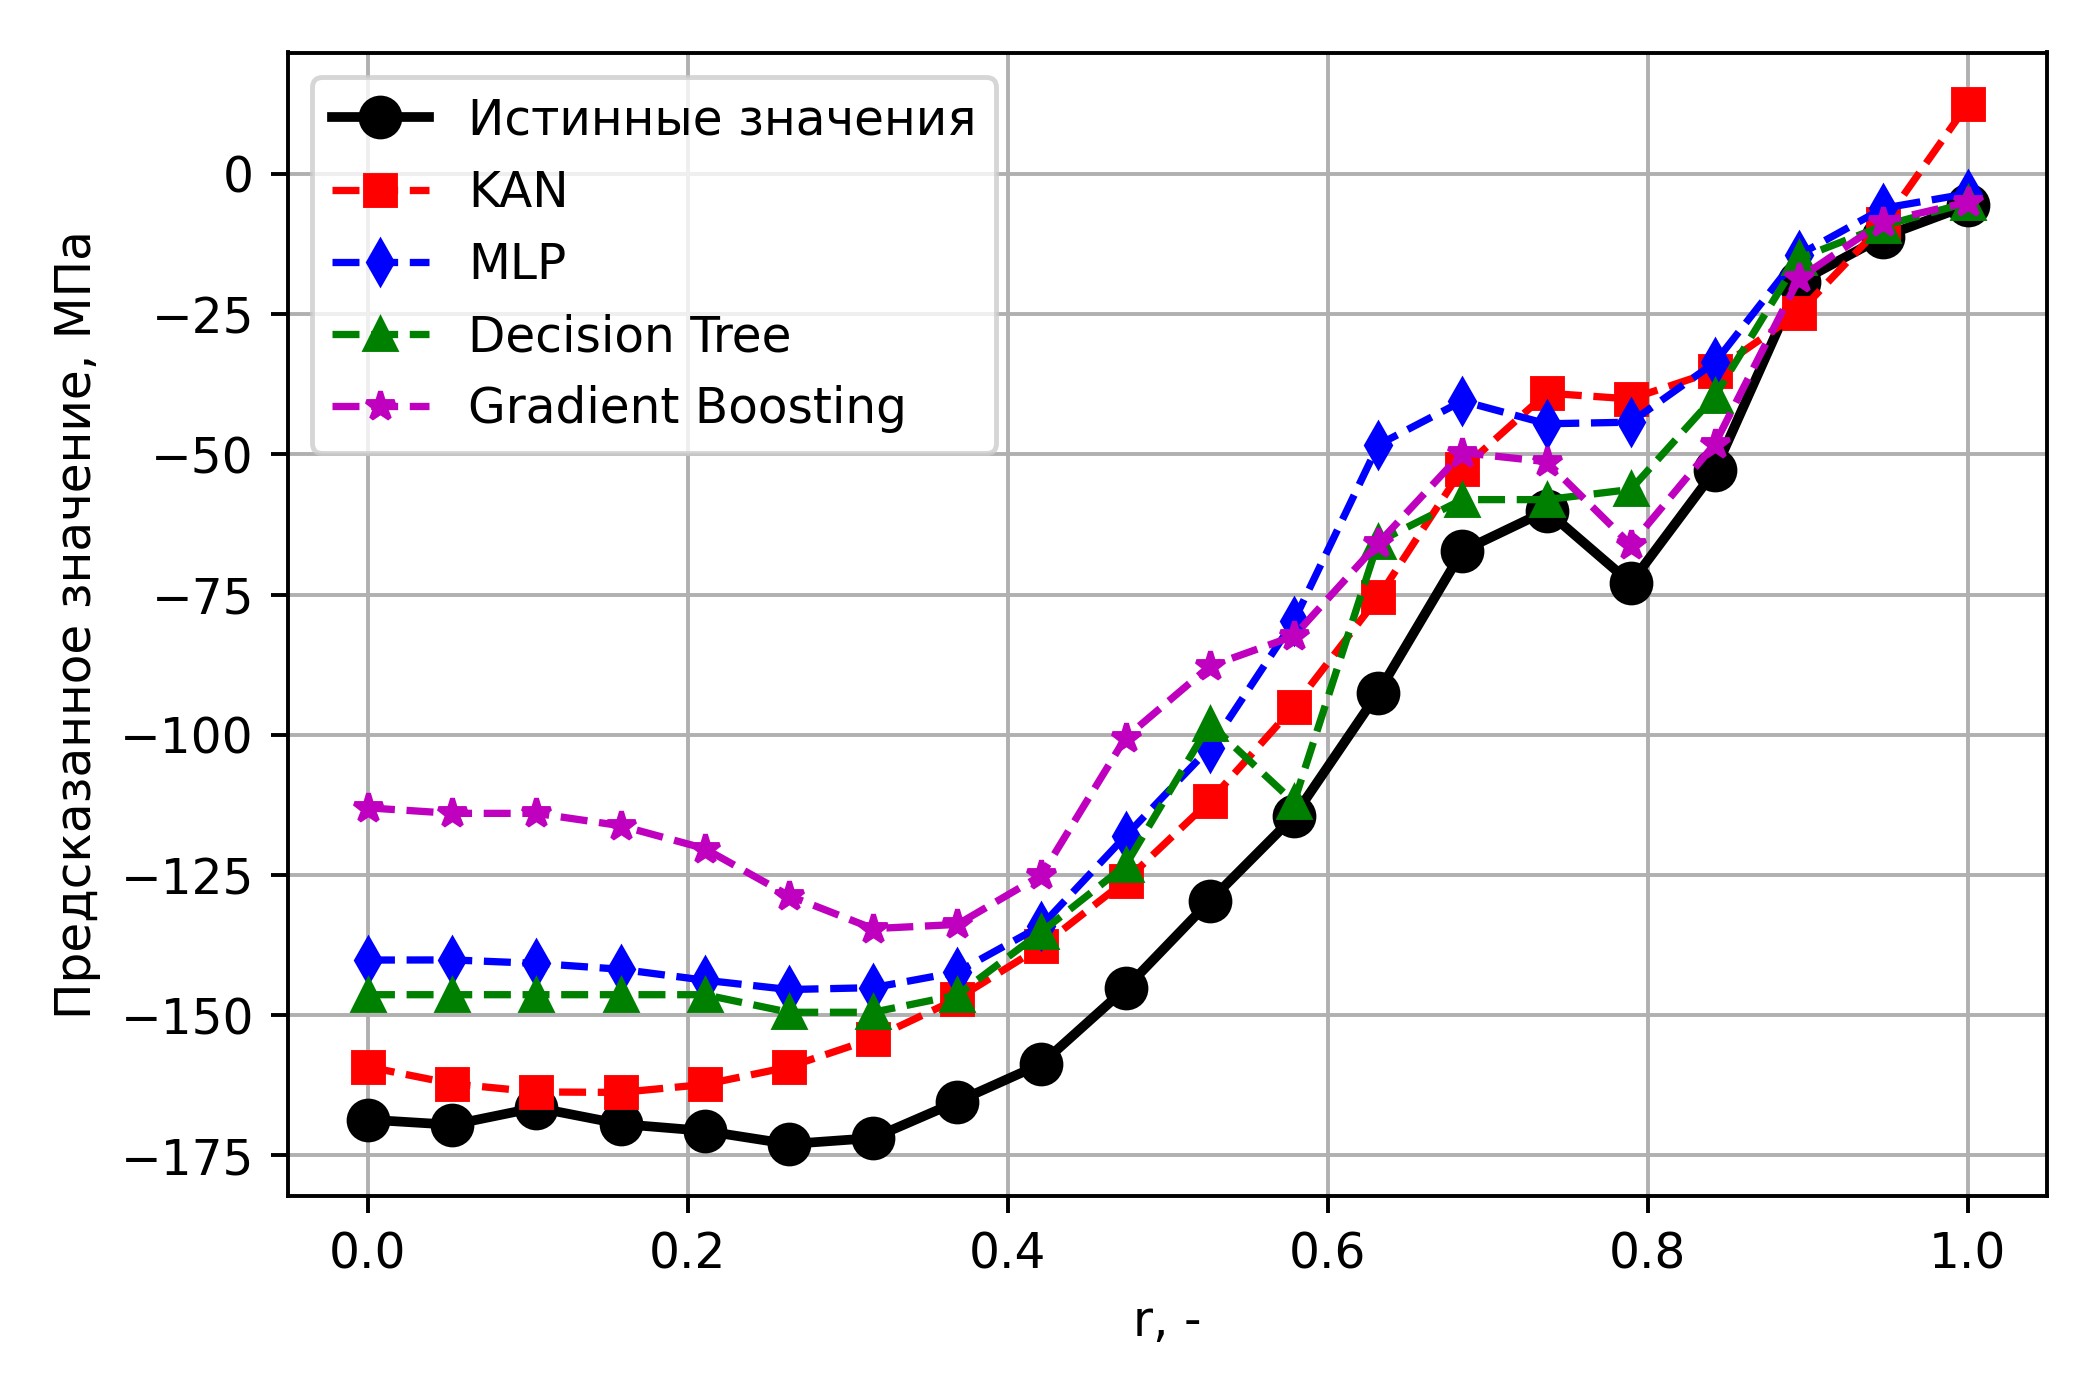 Истинные значения
KAN
MLP
Decision Tree
Gradient Boosting
Предсказанное значение, МПа
0
−25
−50
−75
−100
−125
−150
−175
0.0 0.2 0.4 0.6 0.8 1.0
r, -